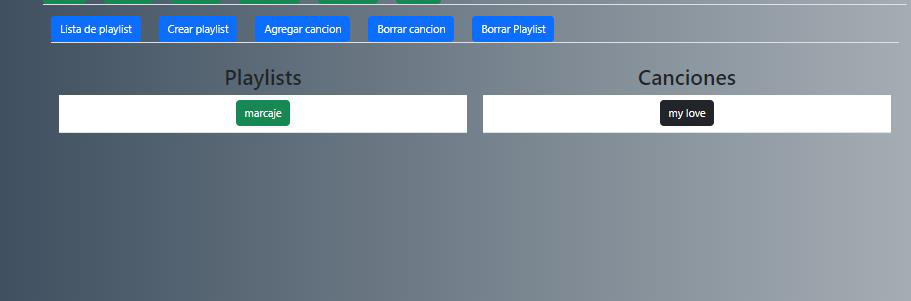 Lista de playlist Crear playlist Agregar cancion Borrar cancion Borrar Playlist
Playlists Canciones
marcaje my love